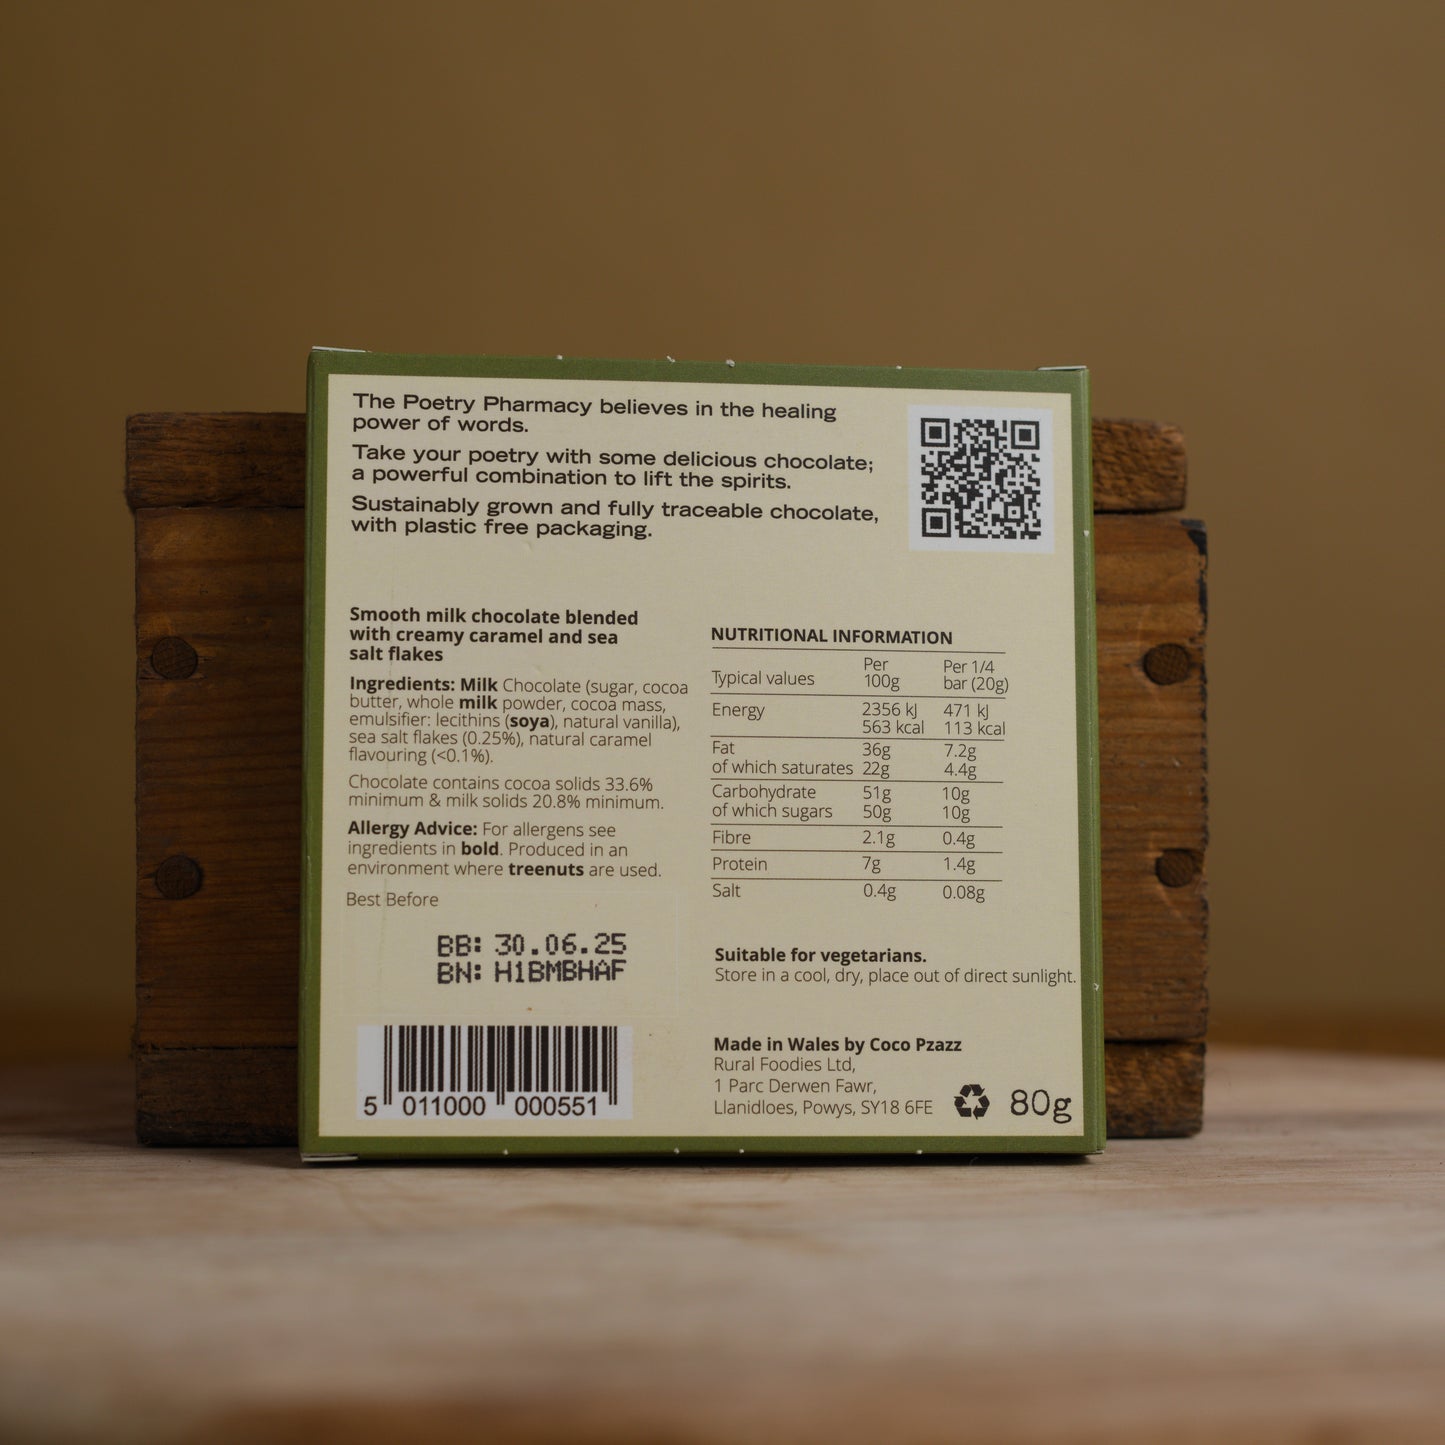 The Poetry Pharmacy believes in the healing
power of words.
Take your poetry with some delicious chocolate;
a powerful combination to lift the spirits.
Sustainably grown and fully traceable chocolate,
with plastic free packaging.
Smooth milk chocolate blended
with creamy caramel and sea
salt flakes
Ingredients: Milk Chocolate (sugar, cocoa
butter, whole milk powder, cocoa mass,
emulsifier: lecithins (soya), natural vanilla),
sea salt flakes (0.25%), natural caramel
flavouring (<0.1%).
Chocolate contains cocoa solids 33.6%
minimum & milk solids 20.8% minimum.
Allergy Advice: For allergens see
ingredients in bold. Produced in an
environment where treenuts are used.
Best Before
BB: 30.06.25
BN: H1BMBHAF
5 011000 000551
NUTRITIONAL INFORMATION
Typical values Per 100g Per 1/4 bar (20g)
Energy 2356 kJ 471 kJ
563 kcal 113 kcal
Fat 36g 7.2g
of which saturates 22g 4.4g
Carbohydrate 51g 10g
of which sugars 50g 10g
Fibre 2.1g 0.4g
Protein 7g 1.4g
Salt 0.4g 0.08g
Suitable for vegetarians.
Store in a cool, dry, place out of direct sunlight.
Made in Wales by Coco Pzazz
Rural Foodies Ltd,
1 Parc Derwen Fawr,
Llanidloes, Powys, SY18 6FE
80g